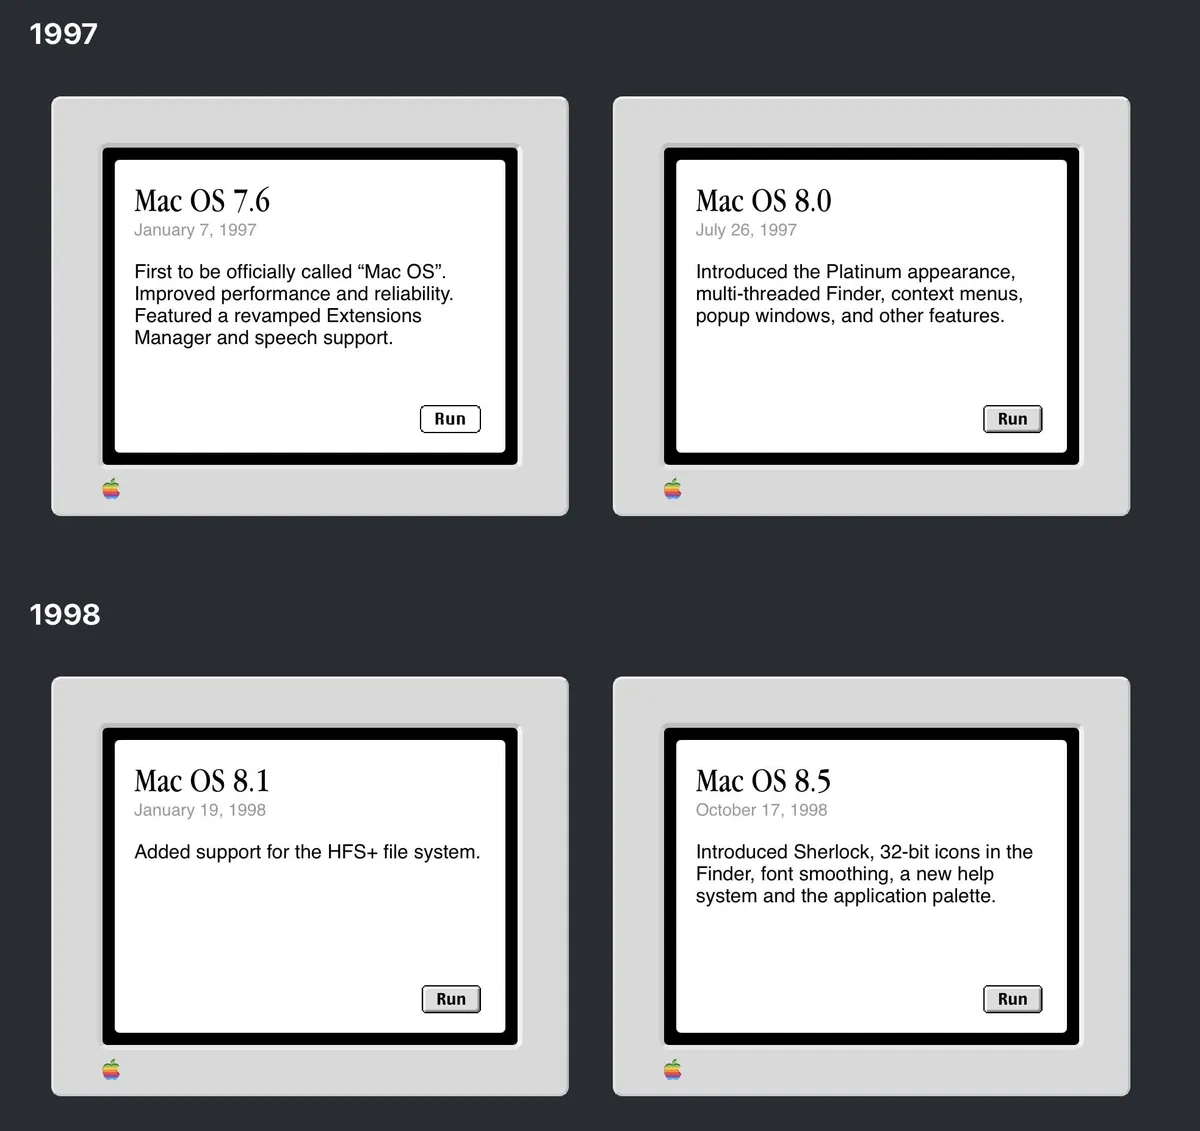 1997
Mac OS 7.6
January 7, 1997
First to be officially called “Mac OS”.
Improved performance and reliability.
Featured a revamped Extensions
Manager and speech support.
Run
Mac OS 8.0
July 26, 1997
Introduced the Platinum appearance,
multi-threaded Finder, context menus,
popup windows, and other features.
Run
1998
Mac OS 8.1
January 19, 1998
Added support for the HFS+ file system.
Run
Mac OS 8.5
October 17, 1998
Introduced Sherlock, 32-bit icons in the
Finder, font smoothing, a new help
system and the application palette.
Run